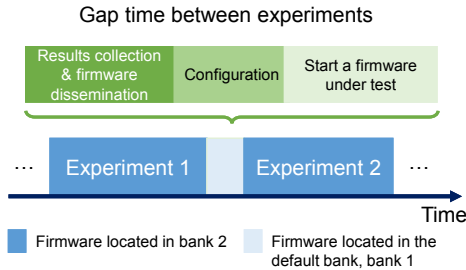 Gap time between experiments
Results collection
& firmware
dissemination
Configuration
Start a firmware
under test
...
Experiment 1
Experiment 2
...
Time
Firmware located in bank 2
Firmware located in the
default bank, bank 1